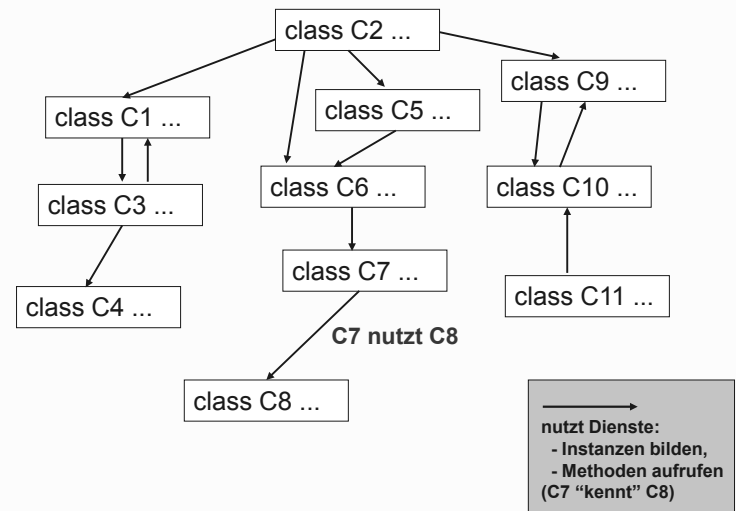 class C2 ...
class C9 ...
class C1 ...
class C5 ...
class C3 ...
class C6 ...
class C10 ...
class C7 ...
class C4 ...
class C11 ...
C7 nutzt C8
class C8 ...
nutzt Dienste:
- Instanzen bilden,
- Methoden aufrufen
(C7 “kennt” C8)